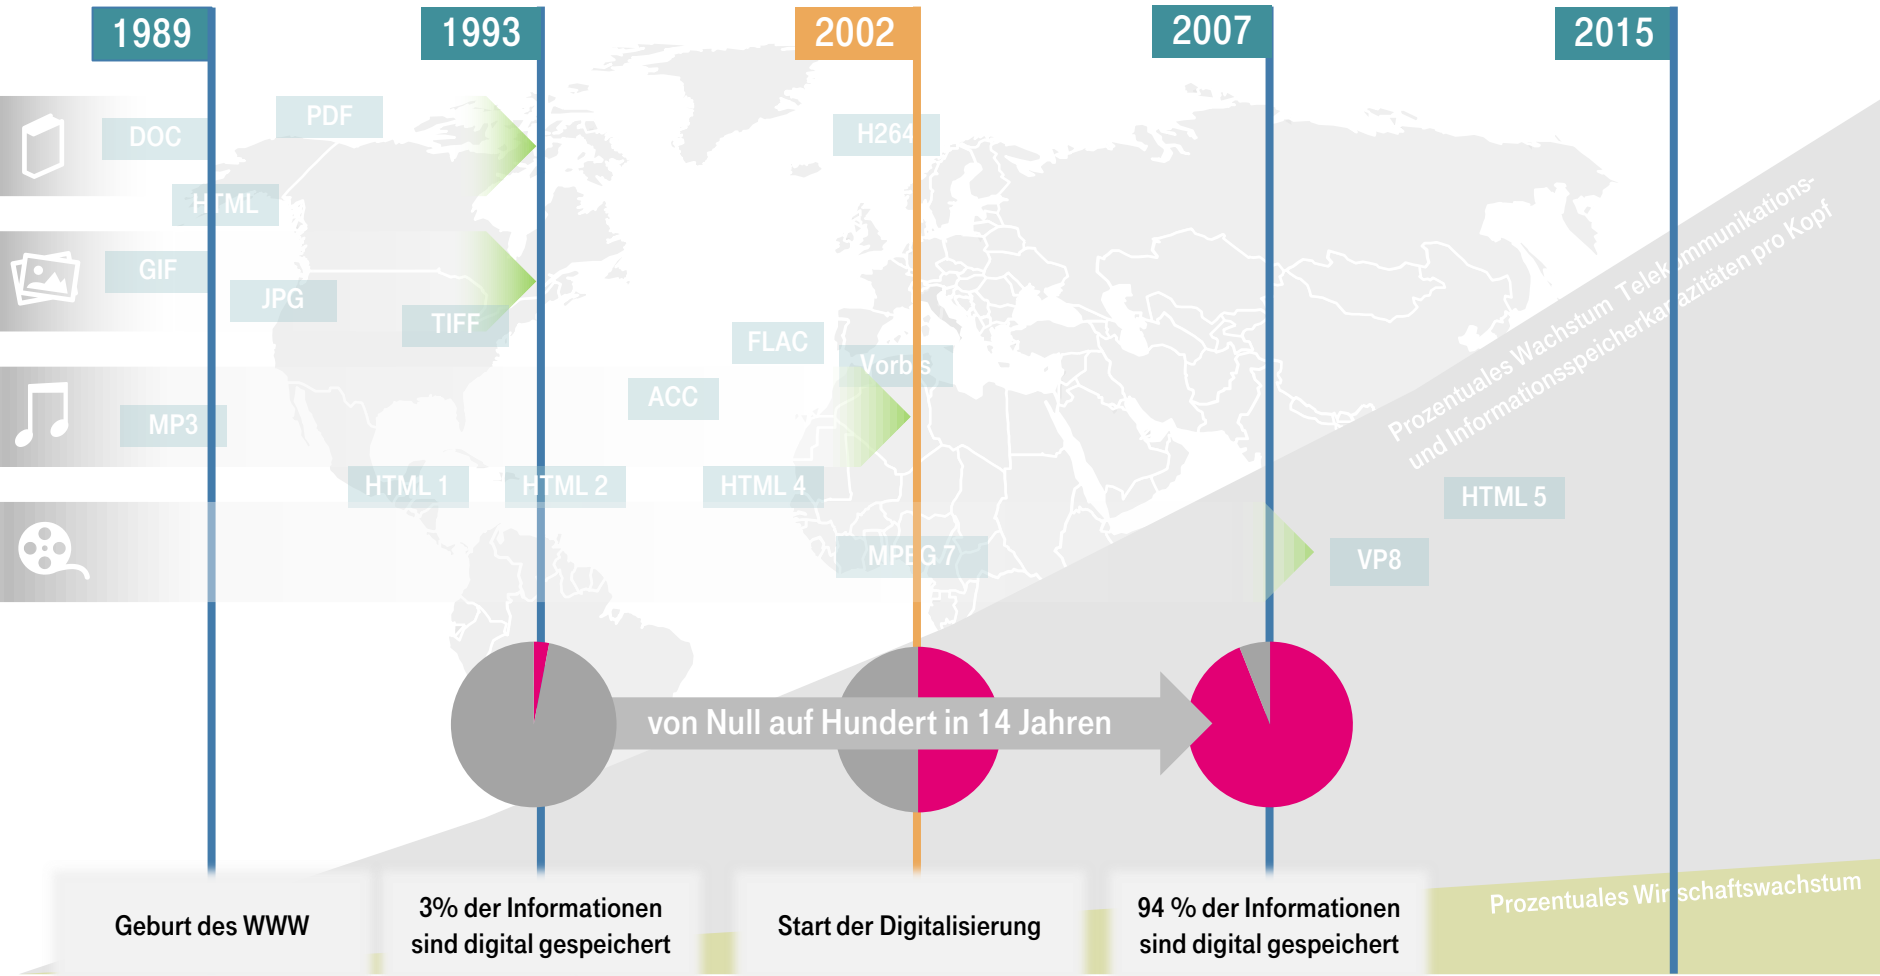 1989
1993
2002
2007
2015
PDF
DOC
H264
HTML
GIF
JPG
TIFF
FLAC
Vorbis
ACC
MP3
HTML 1
HTML 2
HTML 4
HTML 5
MPEG 7
VP8
Prozentuales Wachstum Telekommunikations-
und Informationsspeicherkapazitäten pro Kopf
von Null auf Hundert in 14 Jahren
Prozentuales Wirtschaftswachstum
Geburt des WWW
3% der Informationen
sind digital gespeichert
Start der Digitalisierung
94 % der Informationen
sind digital gespeichert